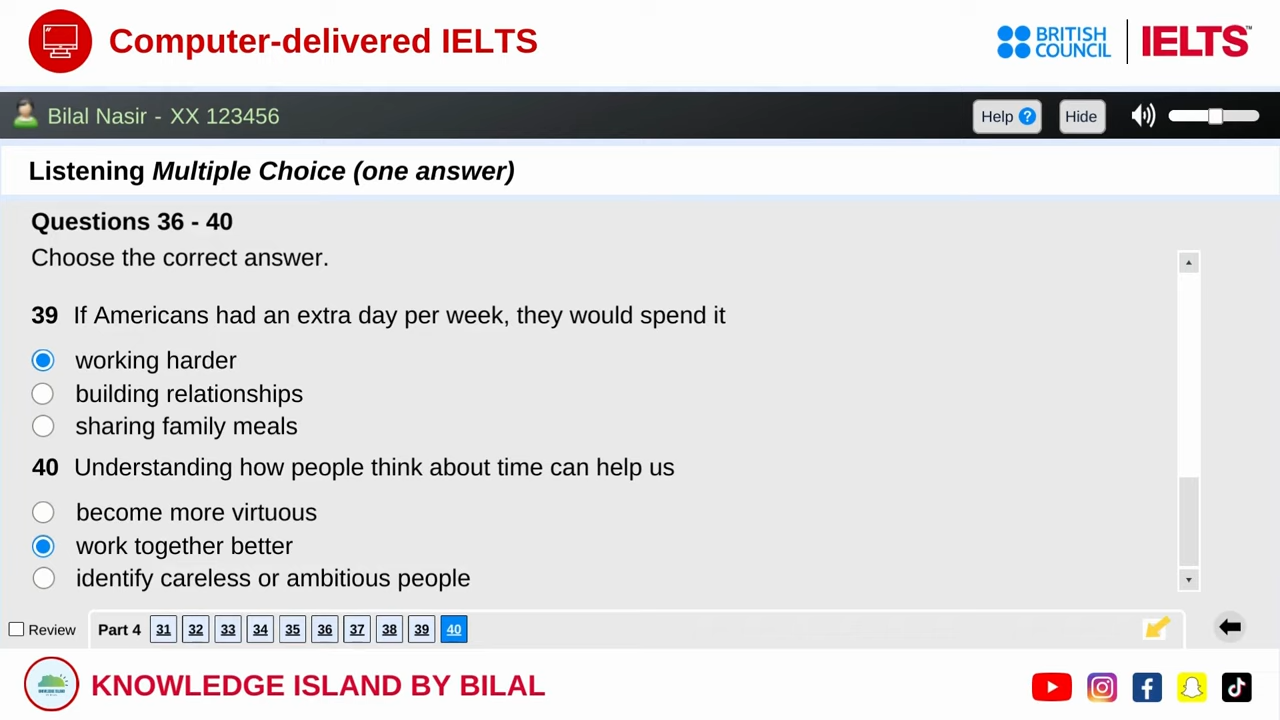 Computer-delivered IELTS
BRITISH
COUNCIL
IELTS™
Bilal Nasir - XX 123456
Help ?
Hide
Listening Multiple Choice (one answer)
Questions 36 - 40
Choose the correct answer.
39 If Americans had an extra day per week, they would spend it
working harder
building relationships
sharing family meals
40 Understanding how people think about time can help us
become more virtuous
work together better
identify careless or ambitious people
Review
Part 4 31 32 33 34 35 36 37 38 39 40
KNOWLEDGE ISLAND BY BILAL